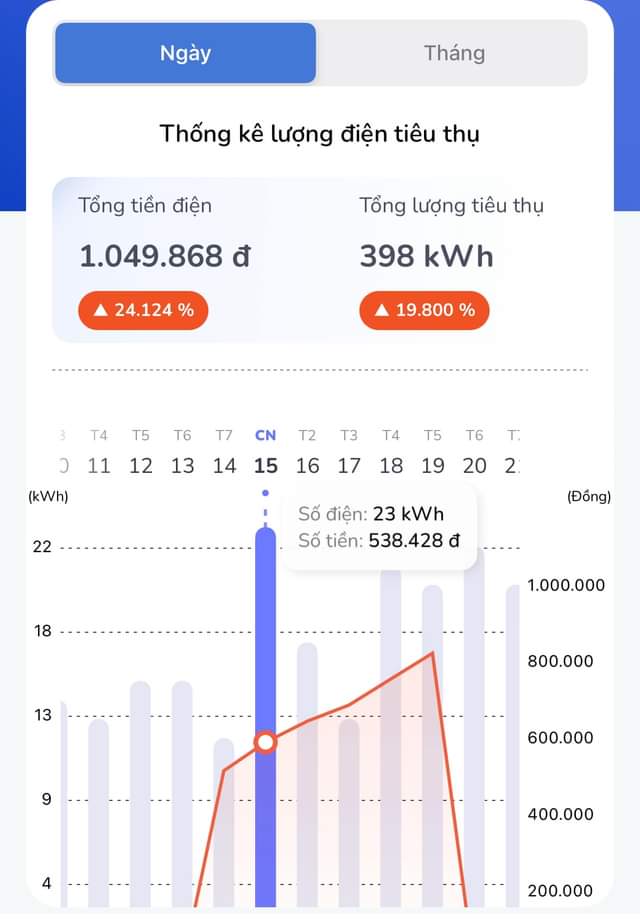 Ngày Tháng
Thống kê lượng điện tiêu thụ
Tổng tiền điện Tổng lượng tiêu thụ
1.049.868 đ 398 kWh
▲ 24.124 % ▲ 19.800 %
T4 T5 T6 T7 CN T2 T3 T4 T5 T6
11 12 13 14 15 16 17 18 19 20
(kWh) (Đồng)
Số điện: 23 kWh
Số tiền: 538.428 đ
22
1.000.000
18
800.000
13
600.000
9
400.000
4
200.000